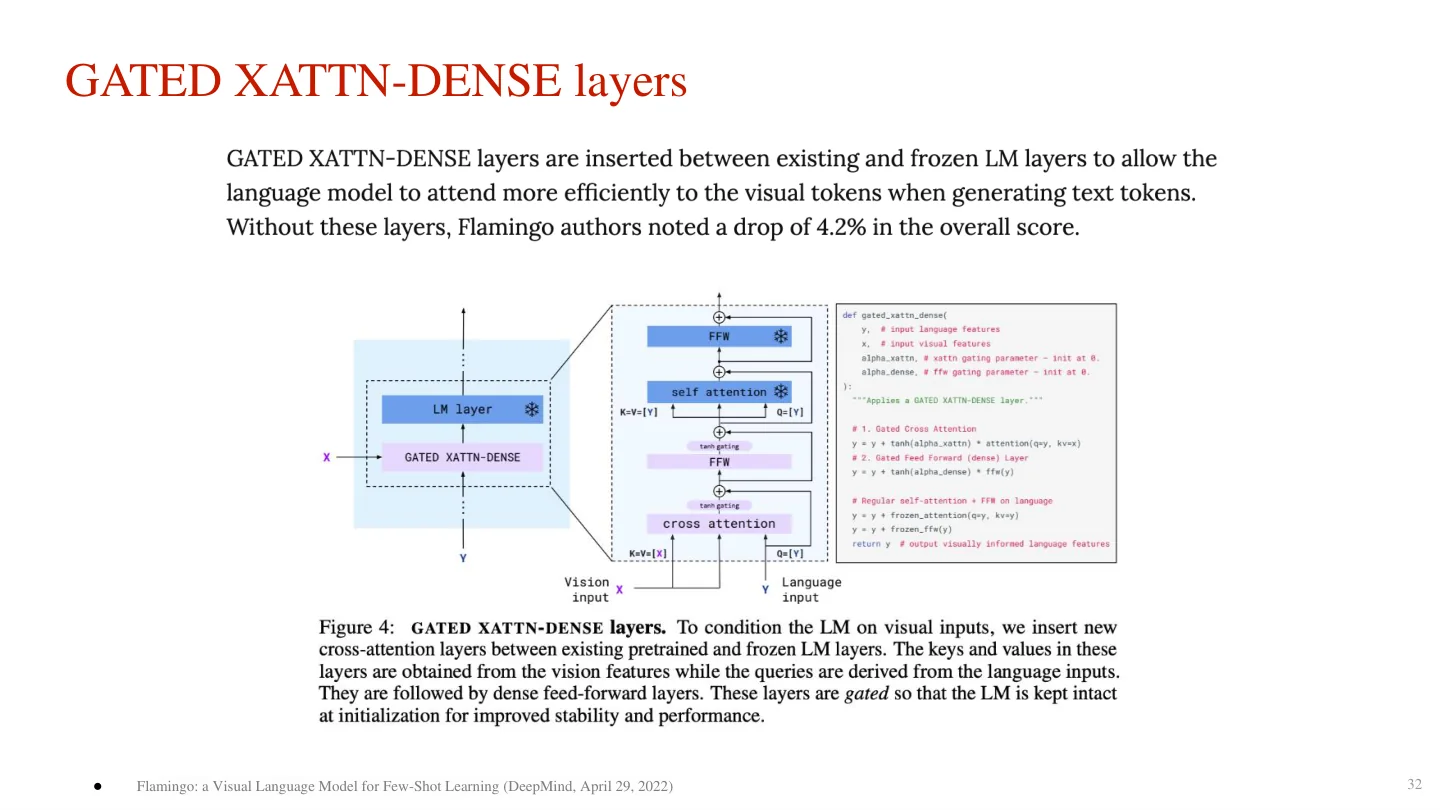 GATED XATTN-DENSE layers
GATED XATTN-DENSE layers are inserted between existing and frozen LM layers to allow the
language model to attend more efficiently to the visual tokens when generating text tokens.
Without these layers, Flamingo authors noted a drop of 4.2% in the overall score.
LM layer
GATED XATTN-DENSE
X
Y
FFW
self attention
K=V=[Y]
Q=[Y]
tanh gating
FFW
tanh gating
cross attention
K=V=[X]
Q=[Y]
Vision
input
X
Y
Language
input
def gated_xattn_dense(
y, # input language features
x, # input visual features
alpha_xattn, # xattn gating parameter – init at 0.
alpha_dense, # ffw gating parameter – init at 0.
):
"""Applies a GATED XATTN-DENSE layer."""
# 1. Gated Cross Attention
y = y + tanh(alpha_xattn) * attention(q=y, kv=x)
# 2. Gated Feed Forward (dense) Layer
y = y + tanh(alpha_dense) * ffw(y)
# Regular self-attention + FFW on language
y = y + frozen_attention(q=y, kv=y)
y = y + frozen_ffw(y)
return y # output visually informed language features
Figure 4: GATED XATTN-DENSE layers. To condition the LM on visual inputs, we insert new
cross-attention layers between existing pretrained and frozen LM layers. The keys and values in these
layers are obtained from the vision features while the queries are derived from the language inputs.
They are followed by dense feed-forward layers. These layers are gated so that the LM is kept intact
at initialization for improved stability and performance.
● Flamingo: a Visual Language Model for Few-Shot Learning (DeepMind, April 29, 2022)
32